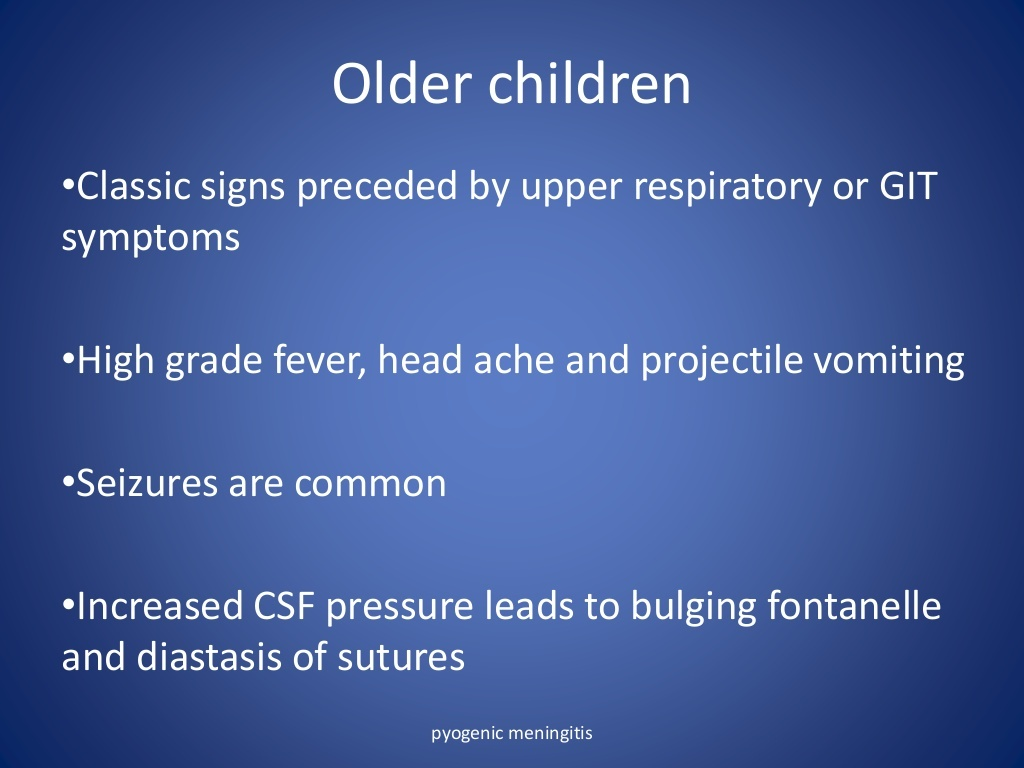 Older children
•Classic signs preceded by upper respiratory or GIT
symptoms
•High grade fever, head ache and projectile vomiting
•Seizures are common
•Increased CSF pressure leads to bulging fontanelle
and diastasis of sutures
pyogenic meningitis